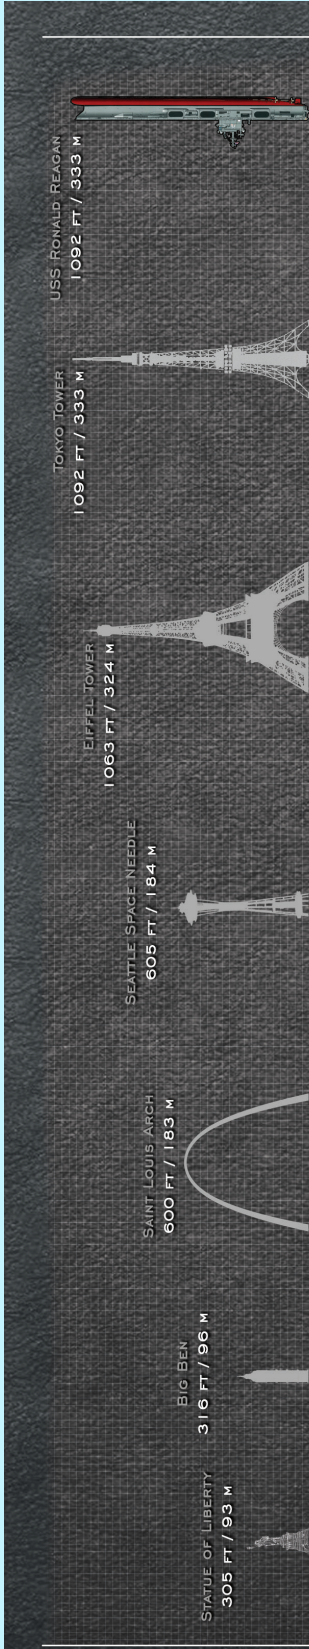 STATUE OF LIBERTY
305 FT / 93 M
BIG BEN
316 FT / 96 M
SAINT LOUIS ARCH
600 FT / 183 M
SEATTLE SPACE NEEDLE
605 FT / 184 M
EIFFEL TOWER
1063 FT / 324 M
TOKYO TOWER
1092 FT / 333 M
USS RONALD REAGAN
1092 FT / 333 M